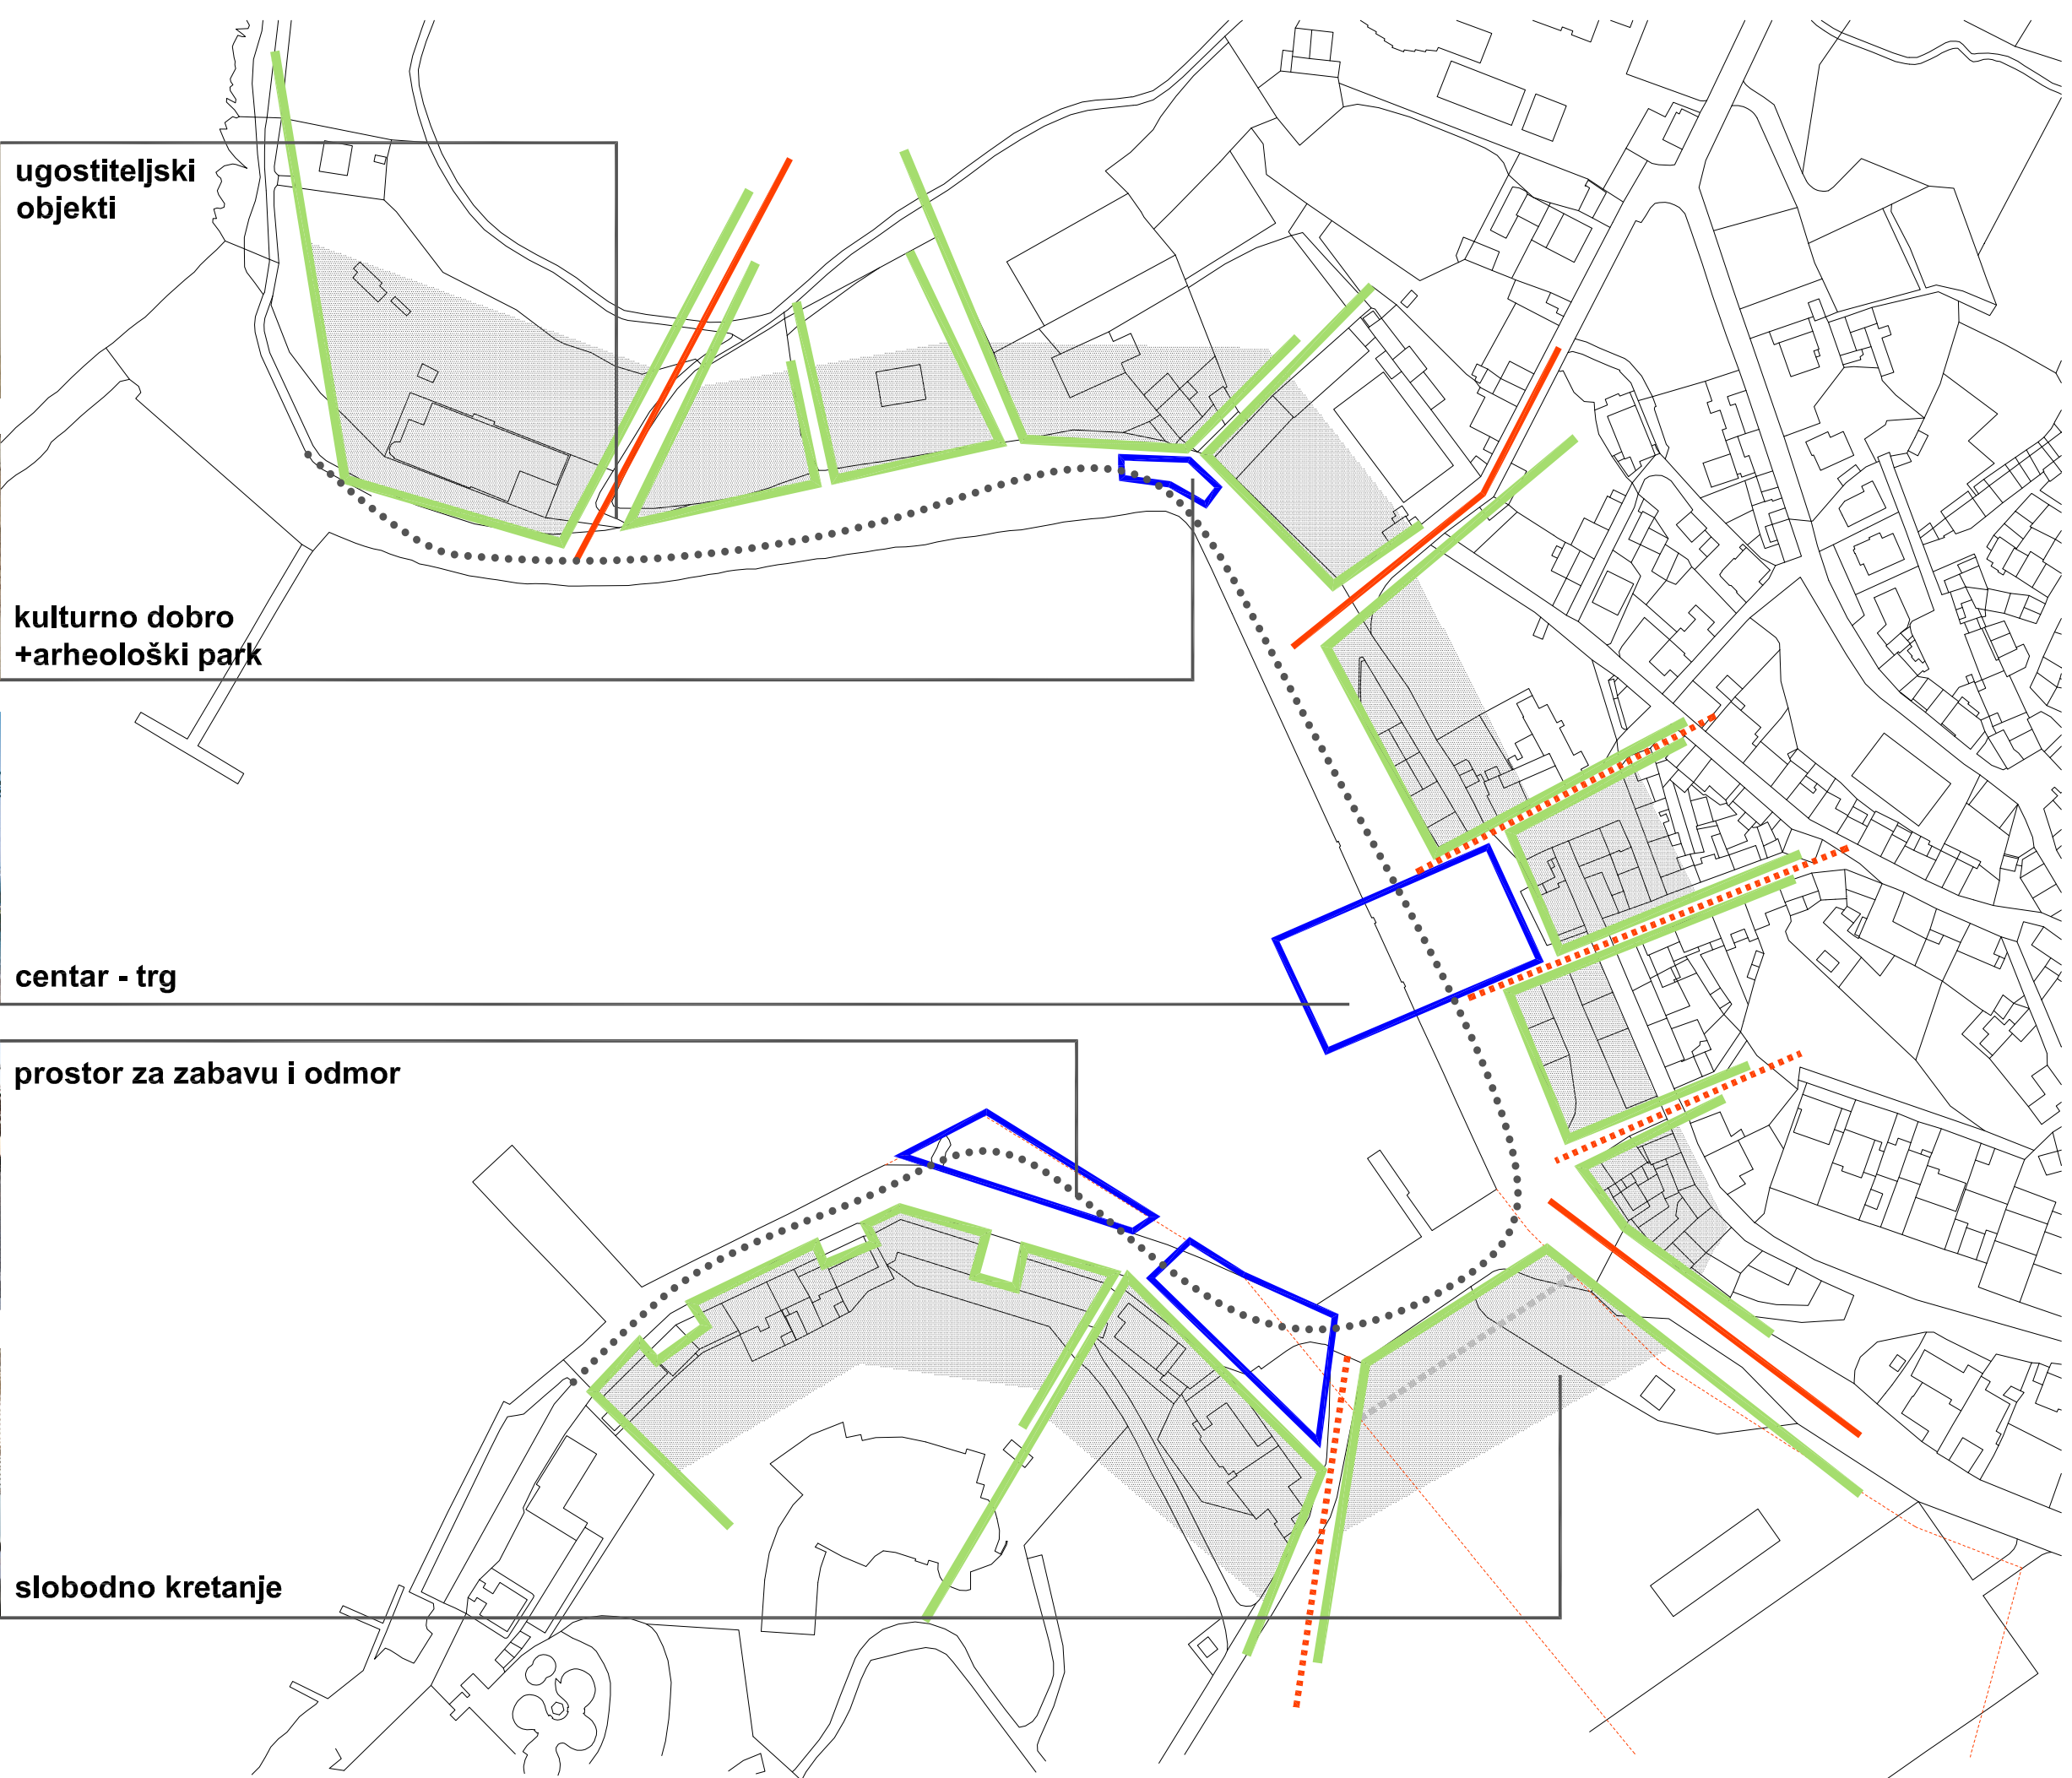 ugostiteljski
objekti
kulturno dobro
+arheološki park
centar - trg
prostor za zabavu i odmor
slobodno kretanje